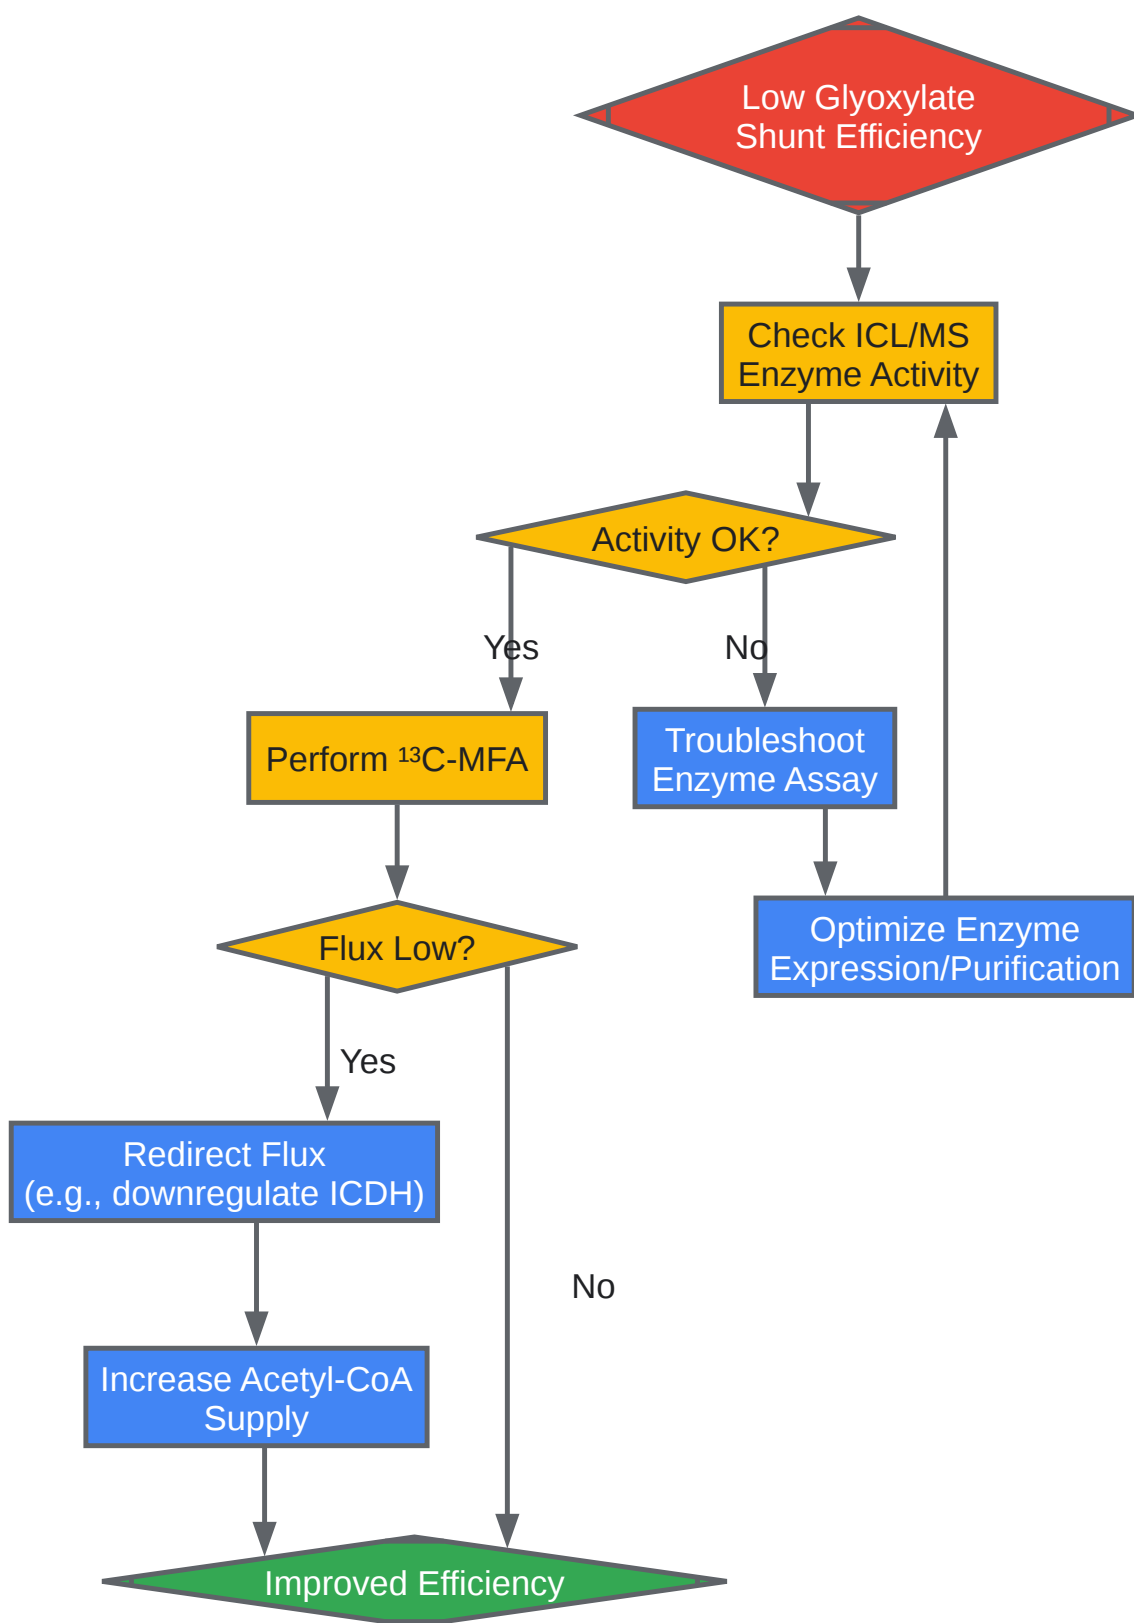 Low Glyoxylate
Shunt Efficiency
Check ICL/MS
Enzyme Activity
Activity OK?
Yes
No
Perform ¹³C-MFA
Troubleshoot
Enzyme Assay
Flux Low?
Optimize Enzyme
Expression/Purification
Yes
Redirect Flux
(e.g., downregulate ICDH)
No
Increase Acetyl-CoA
Supply
Improved Efficiency